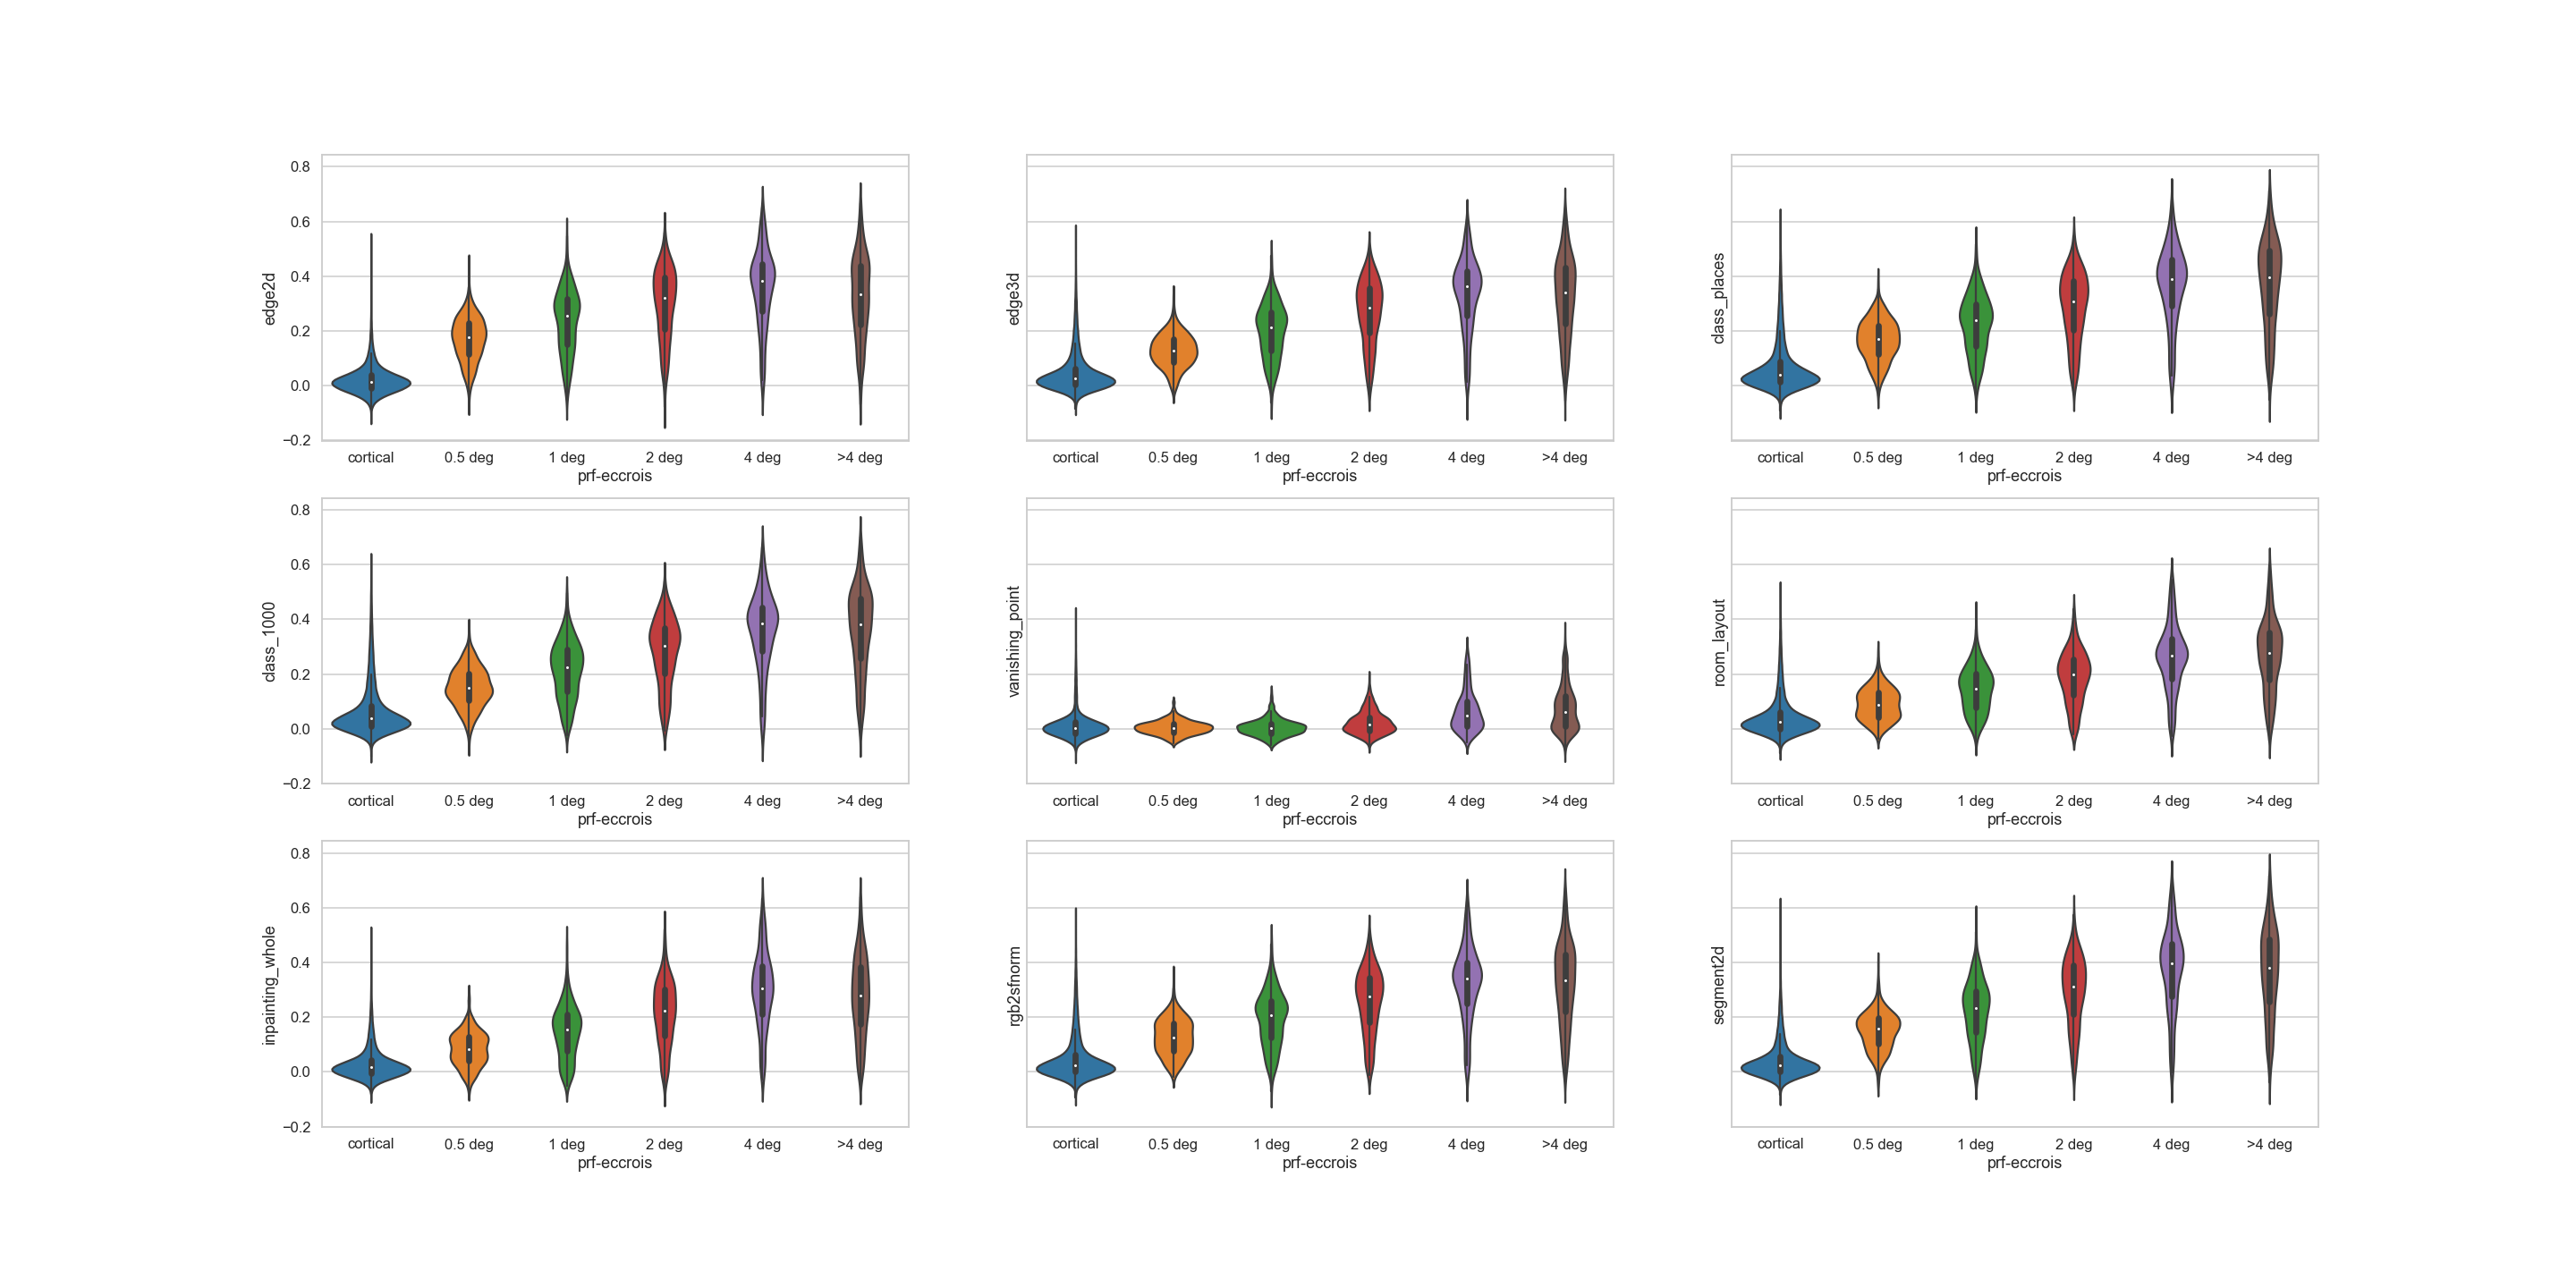 0.8
0.6
0.4
0.2
0.0
−0.2
edge2d
cortical 0.5 deg 1 deg 2 deg 4 deg >4 deg
prf-eccrois
edge3d
cortical 0.5 deg 1 deg 2 deg 4 deg >4 deg
prf-eccrois
class_places
cortical 0.5 deg 1 deg 2 deg 4 deg >4 deg
prf-eccrois
0.8
0.6
0.4
0.2
0.0
−0.2
class_1000
cortical 0.5 deg 1 deg 2 deg 4 deg >4 deg
prf-eccrois
vanishing_point
cortical 0.5 deg 1 deg 2 deg 4 deg >4 deg
prf-eccrois
room_layout
cortical 0.5 deg 1 deg 2 deg 4 deg >4 deg
prf-eccrois
0.8
0.6
0.4
0.2
0.0
−0.2
inpainting_whole
cortical 0.5 deg 1 deg 2 deg 4 deg >4 deg
prf-eccrois
rgb2sfnorm
cortical 0.5 deg 1 deg 2 deg 4 deg >4 deg
prf-eccrois
segment2d
cortical 0.5 deg 1 deg 2 deg 4 deg >4 deg
prf-eccrois